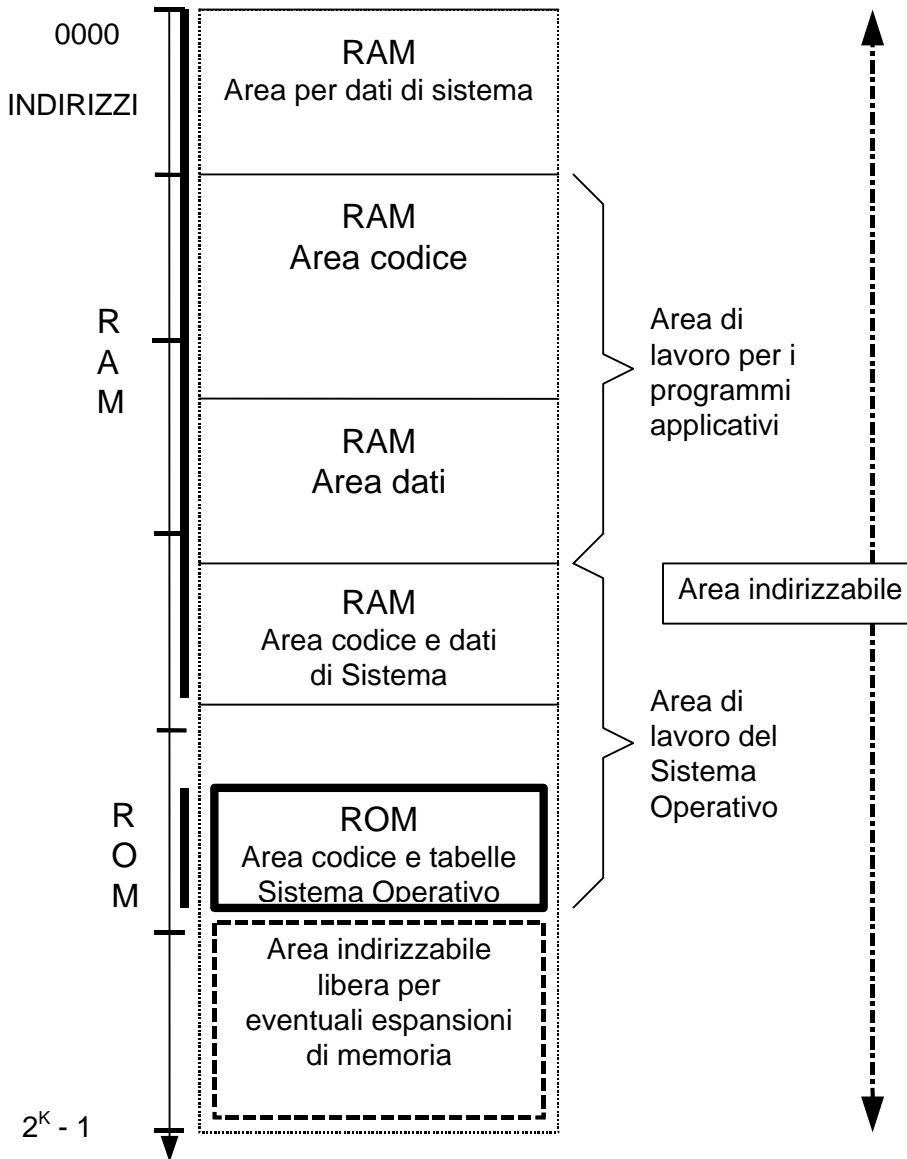 0000
INDIRIZZI
RAM
Area per dati di sistema
RAM
Area codice
R
A
M
Area di
lavoro per i
programmi
applicativi
RAM
Area dati
Area indirizzabile
RAM
Area codice e dati
di Sistema
Area di
lavoro del
Sistema
Operativo
R
O
M
ROM
Area codice e tabelle
Sistema Operativo
Area indirizzabile
libera per
eventuali espansioni
di memoria
2^K - 1